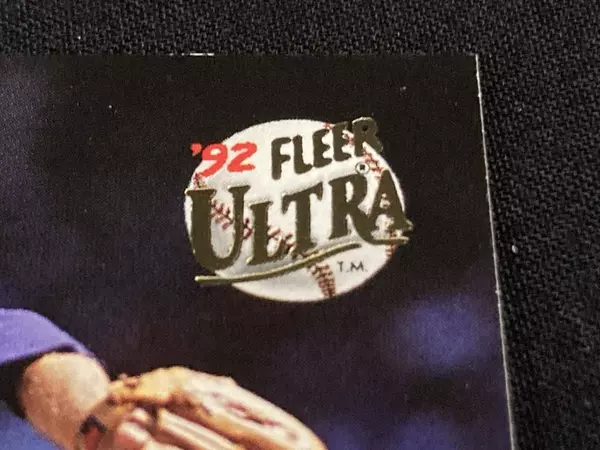 '92 FLEER
®
ULTRA
T.M.